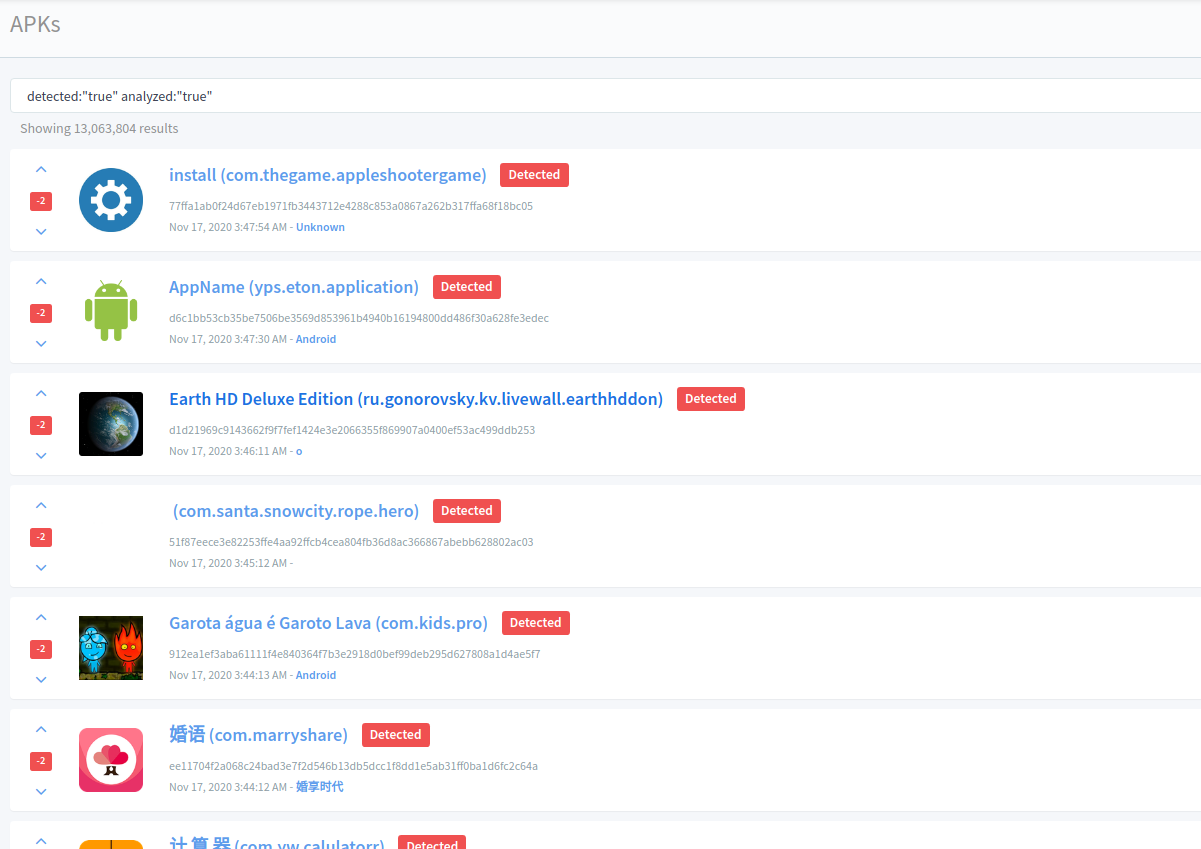 APKs
detected:"true" analyzed:"true"
Showing 13,063,804 results
install (com.thegame.appleshootergame) Detected
-2
77ffa1ab0f24d67eb1971fb3443712e4288c853a0867a262b317ffa68f18bc05
Nov 17, 2020 3:47:54 AM - Unknown
AppName (yps.eton.application) Detected
-2
d6c1bb53cb35be7506be3569d853961b4940b16194800dd486f30a628fe3edec
Nov 17, 2020 3:47:30 AM - Android
Earth HD Deluxe Edition (ru.gonorovsky.kv.livewall.earthhddon) Detected
-2
d1d21969c9143662f9f7fef1424e3e2066355f869907a0400ef53ac499ddb253
Nov 17, 2020 3:46:11 AM - o
(com.santa.snowcity.rope.hero) Detected
-2
51f87eece3e82253ffe4aa92ffcb4cea804fb36d8ac366867abebb628802ac03
Nov 17, 2020 3:45:12 AM -
Garota água é Garoto Lava (com.kids.pro) Detected
-2
912ea1ef3aba61111f4e840364f7b3e2918d0bef99deb295d627808a1d4ae5f7
Nov 17, 2020 3:44:13 AM - Android
婚语 (com.marryshare) Detected
-2
ee11704f2a068c24bad3e7f2d546b13db5dcc1f8dd1e5ab31ff0ba1d6fc2c64a
Nov 17, 2020 3:44:12 AM - 婚享时代
计 算 器 (com.yw.calulatorr) Detected